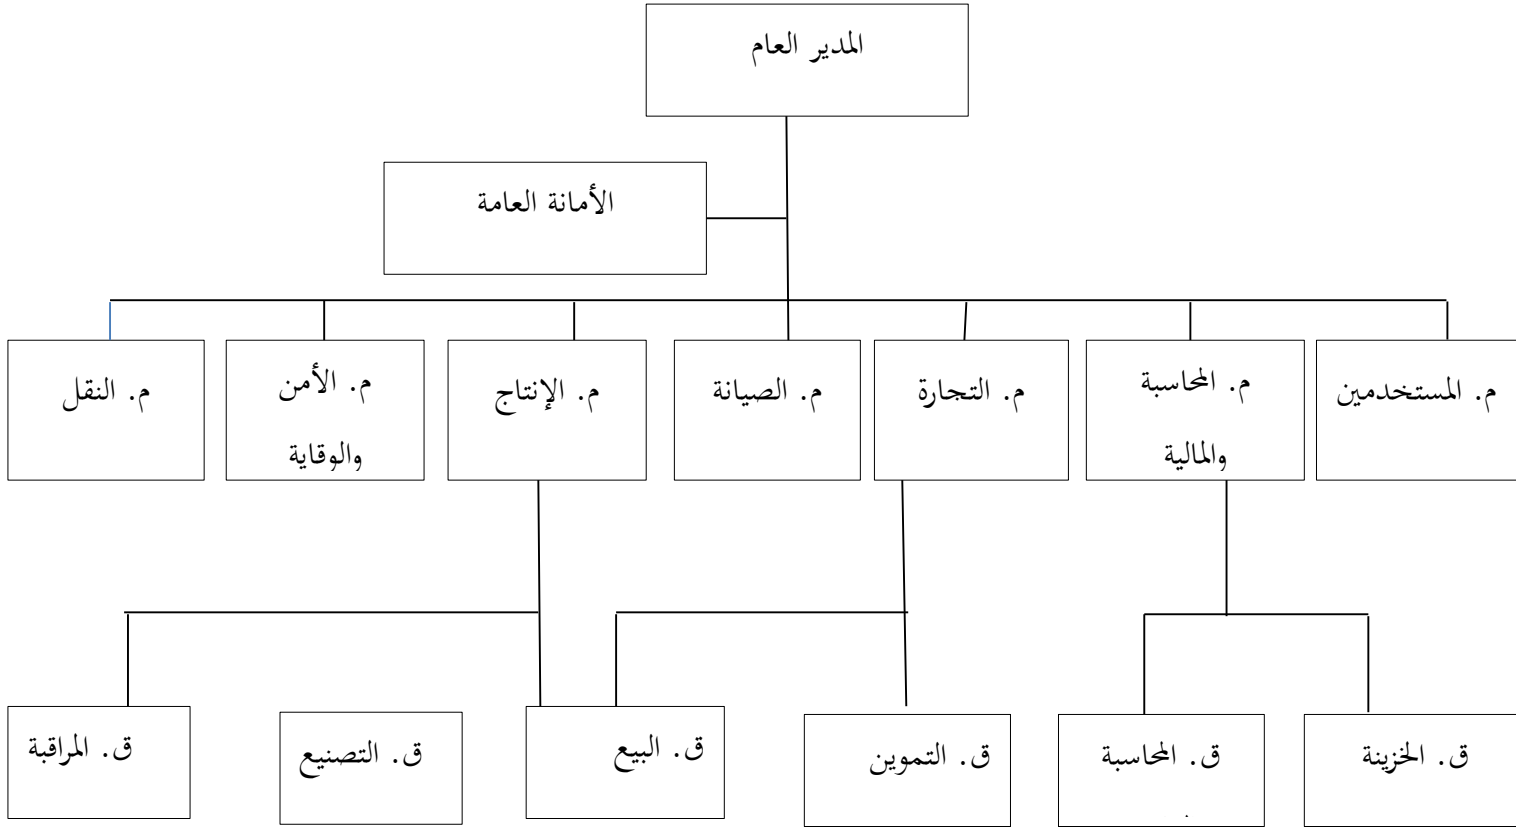 المدير العام
الأمانة العامة
م. المستخدمين
م. المحاسبة
والمالية
م. التجارة
م. الصيانة
م. الإنتاج
م. الأمن
والوقاية
م. النقل
ق. الخزينة
ق. المحاسبة
ق. التموين
ق. البيع
ق. التصنيع
ق. المراقبة